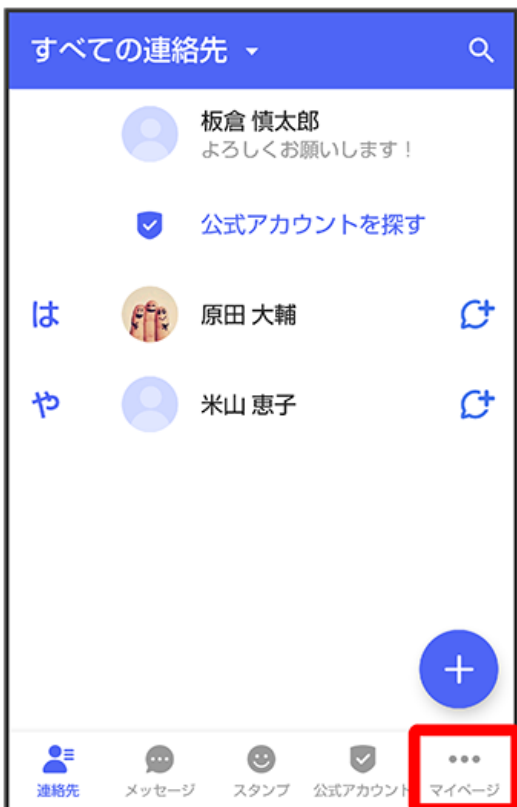 すべての連絡先
板倉 慎太郎
よろしくお願いします！
公式アカウントを探す
は
原田 大輔
や
米山 恵子
連絡先
メッセージ
スタンプ
公式アカウント
マイページ